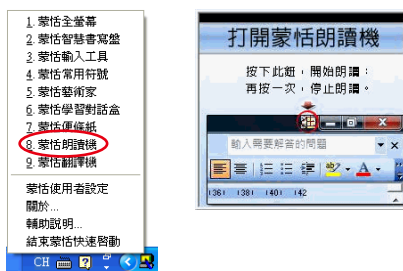 1. 蒙恬全螢幕
2. 蒙恬智慧書寫盤
3. 蒙恬輸入工具
4. 蒙恬常用符號
5. 蒙恬藝術家
6. 蒙恬學習對話盒
7. 蒙恬便條紙
8. 蒙恬朗讀機
9. 蒙恬翻譯機
蒙恬使用者設定
關於...
輔助說明...
結束蒙恬快速啓動
CH
打開蒙恬朗讀機
按下此鈕，開始朗讀；
再按一次，停止朗讀。
輸入需要解答的問題
136 138 140 142